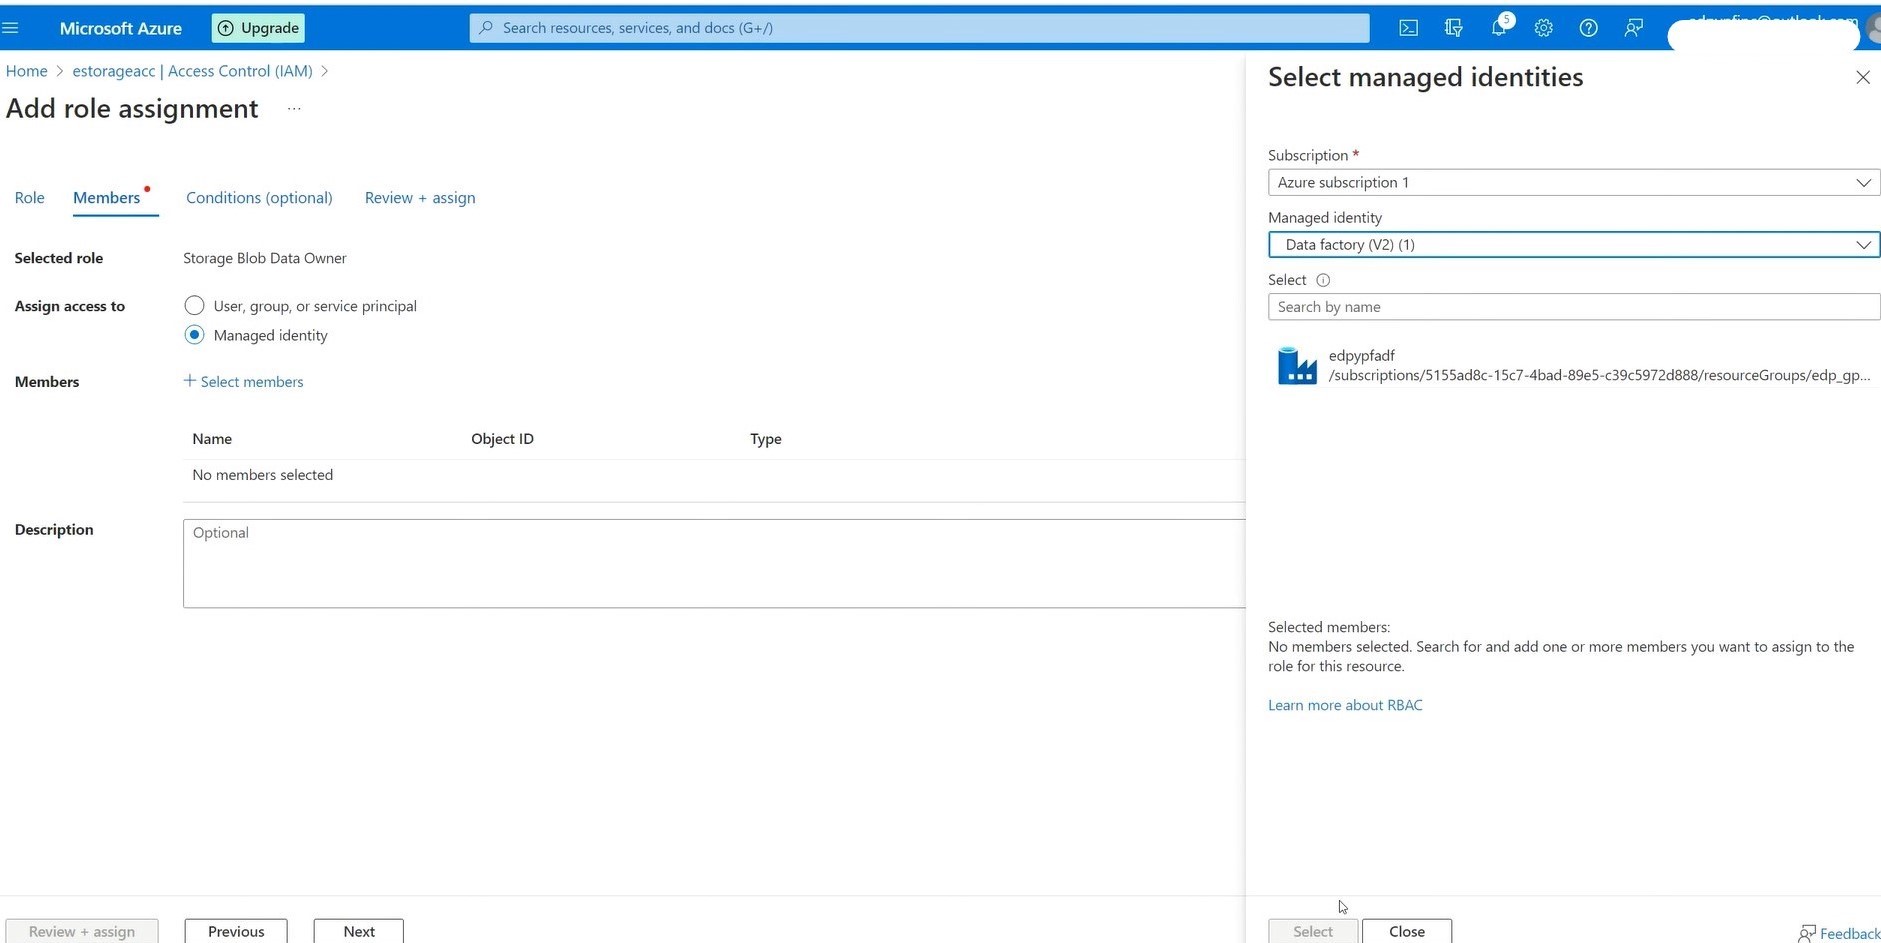 Microsoft Azure
Upgrade
Search resources, services, and docs (G+/)
5
Home > estorageacc | Access Control (IAM) >
Add role assignment ...
Role
Members
Conditions (optional)
Review + assign
Selected role
Storage Blob Data Owner
Assign access to
User, group, or service principal
Managed identity
Members
+ Select members
Name
Object ID
Type
No members selected
Description
Optional
Review + assign
Previous
Next
Select managed identities
Subscription *
Azure subscription 1
Managed identity
Data factory (V2) (1)
Select
Search by name
edpypfadf
/subscriptions/5155ad8c-15c7-4bad-89e5-c39c5972d888/resourceGroups/edp_gp...
Selected members:
No members selected. Search for and add one or more members you want to assign to the
role for this resource.
Learn more about RBAC
Select
Close
Feedback